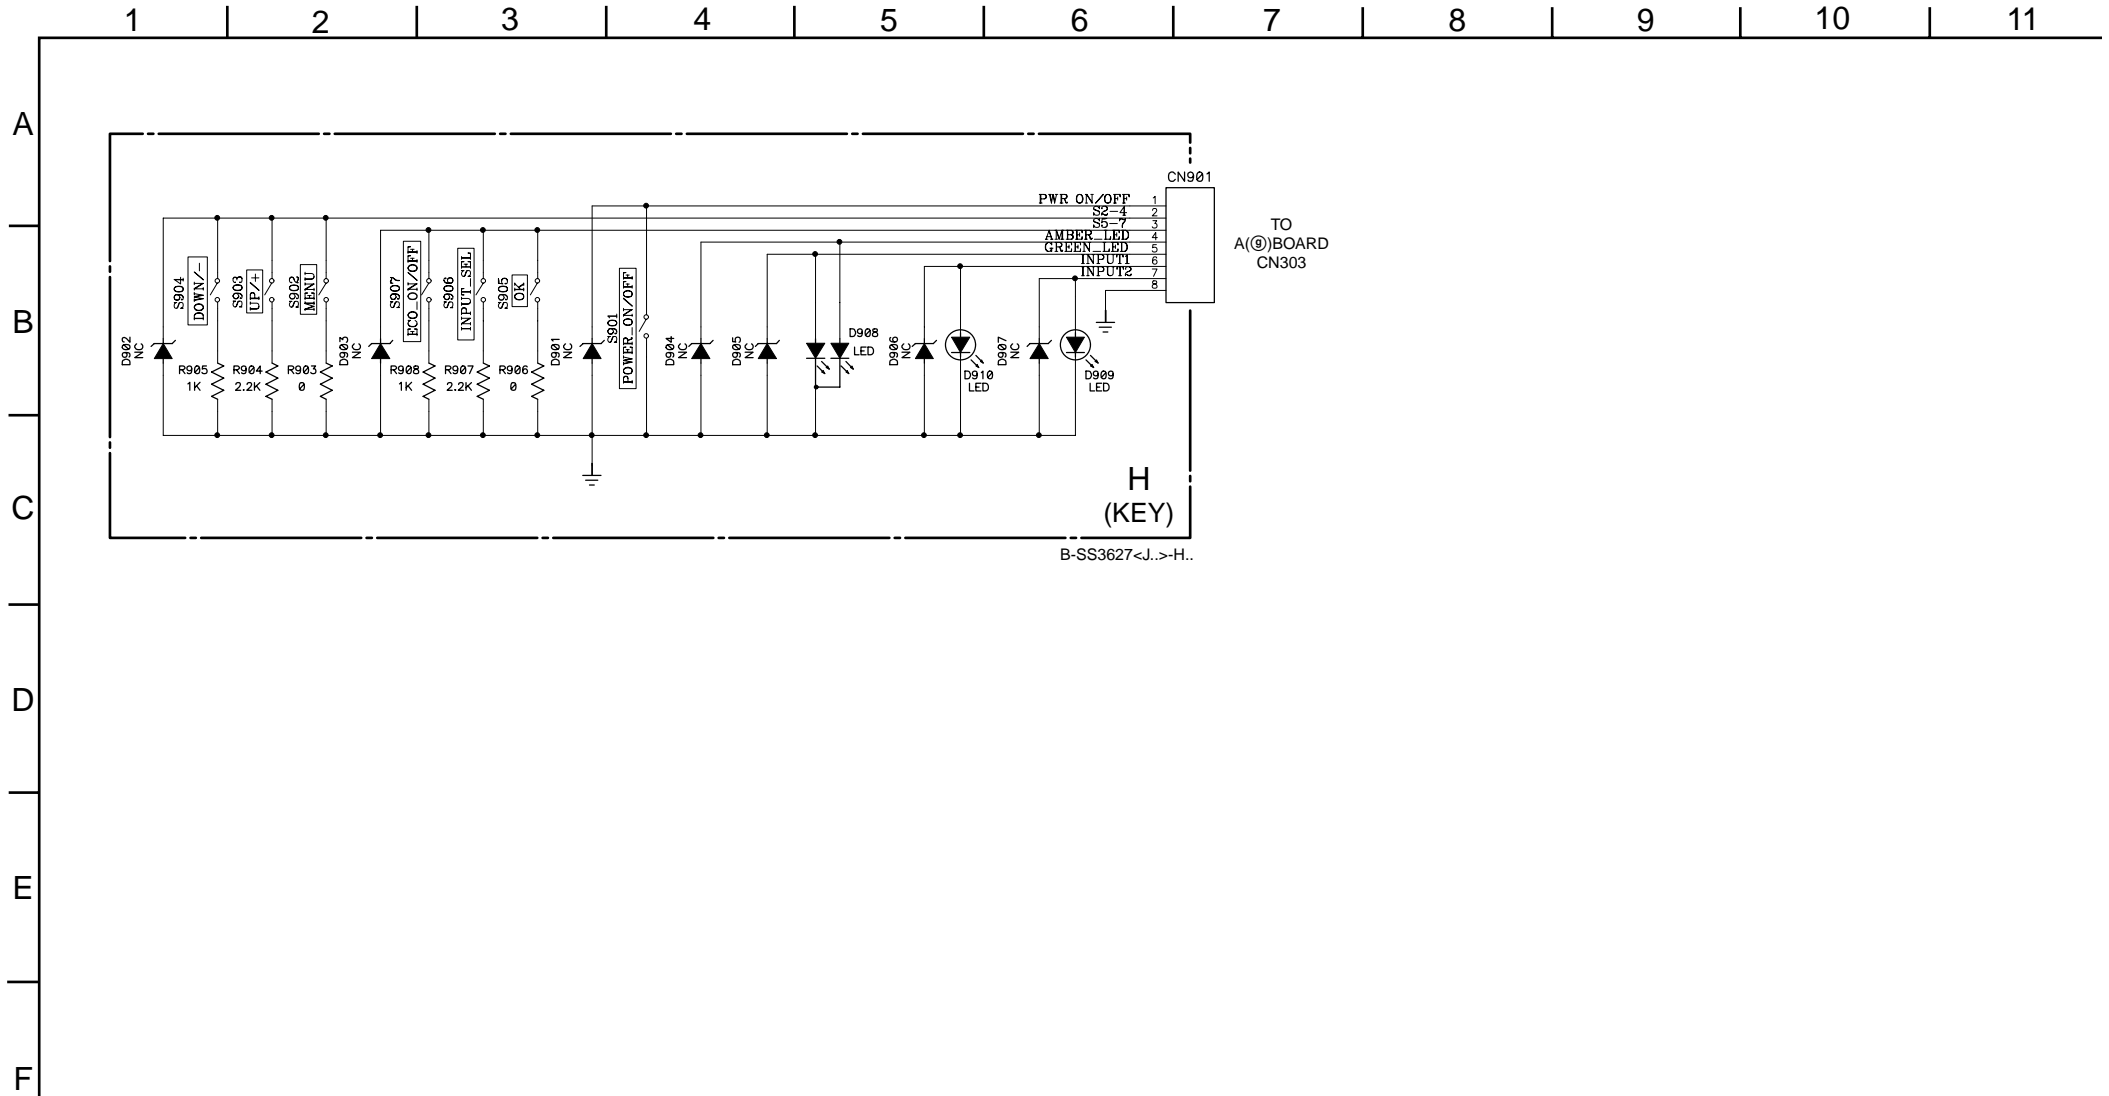 1 2 3 4 5 6 7 8 9 10 11
A
CN901
PWR ON/OFF 1
S2-4 2
S5-7 3
AMBER_LED 4
GREEN_LED 5
INPUT1 6
INPUT2 7
8
TO
A(⑨)BOARD
CN303
B
D902
NC
S904
DOWN/-
R905
1K
S903
UP/+
R904
2.2K
S902
MENU
R903
0
D903
NC
S907
ECO_ON/OFF
R908
1K
S906
INPUT_SEL
R907
2.2K
S905
OK
R906
0
D901
NC
S901
POWER_ON/OFF
D904
NC
D905
NC
D908
LED
D906
NC
D910
LED
D907
NC
D909
LED
C
H
(KEY)
B-SS3627<J..>-H..
D
E
F